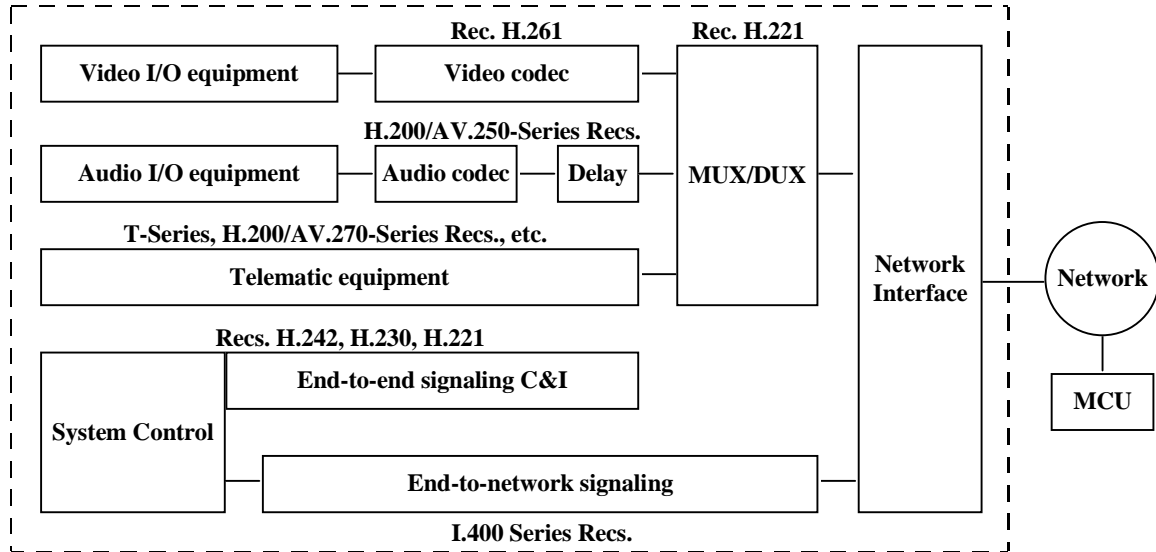 Rec. H.261
Rec. H.221
Video I/O equipment
Video codec
H.200/AV.250-Series Recs.
Audio I/O equipment
Audio codec
Delay
MUX/DUX
T-Series, H.200/AV.270-Series Recs., etc.
Telematic equipment
Network
Interface
Network
Recs. H.242, H.230, H.221
End-to-end signaling C&I
MCU
System Control
End-to-network signaling
I.400 Series Recs.